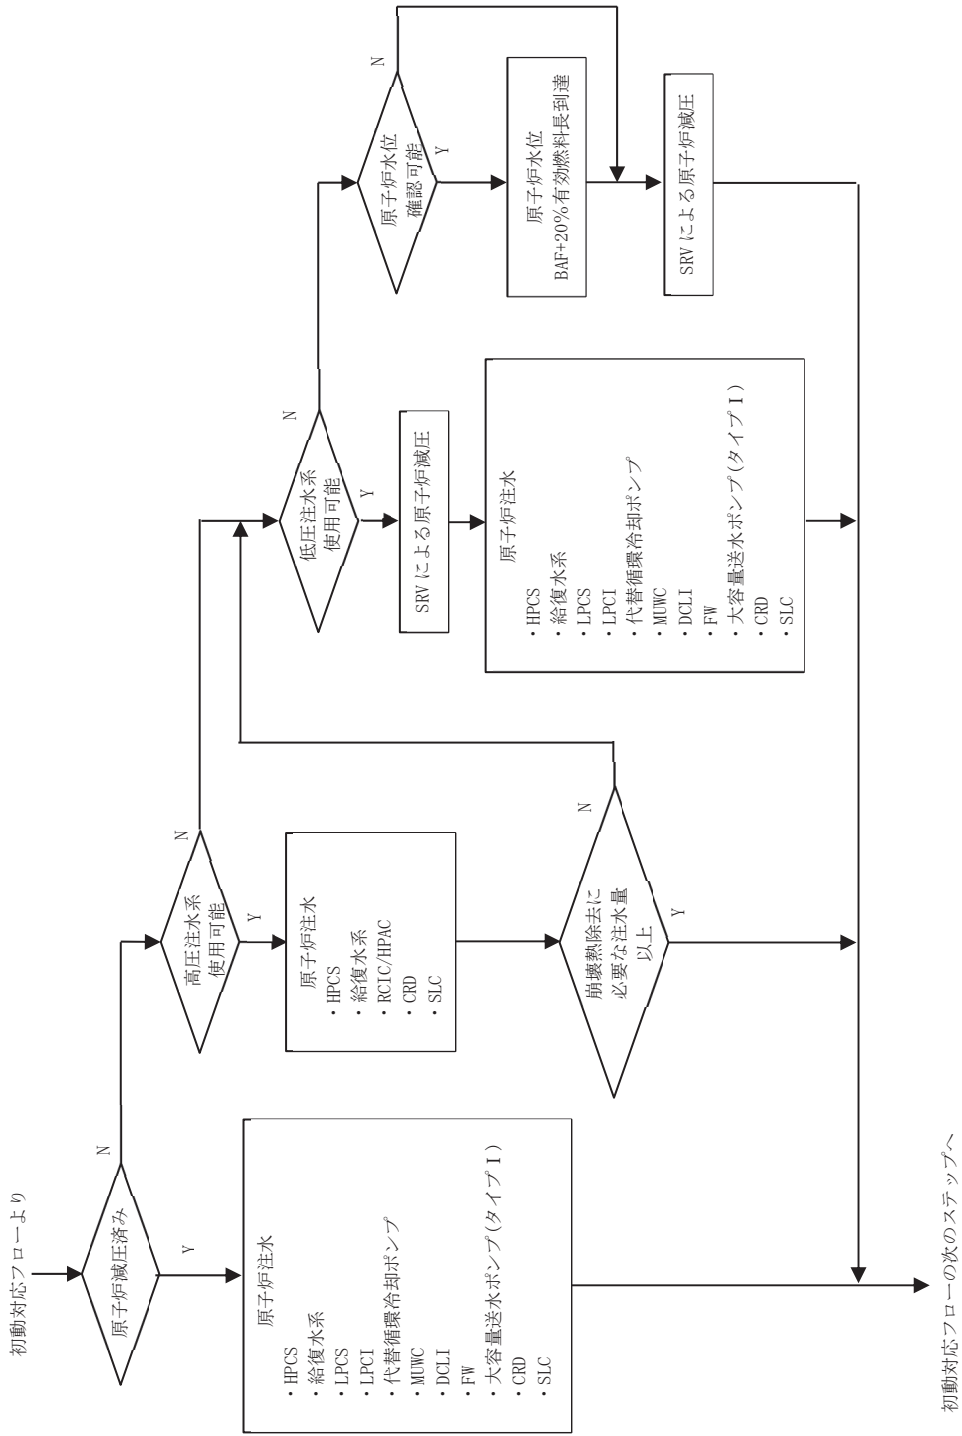 初動対応フローより
原子炉減圧済み
N
Y
原子炉注水
・HPCS
・給復水系
・LPCS
・LPCI
・代替循環冷却ポンプ
・MUWC
・DCLI
・FW
・大容量送水ポンプ(タイプⅠ)
・CRD
・SLC
高圧注水系
使用可能
N
Y
原子炉注水
・HPCS
・給復水系
・RCIC/HPAC
・CRD
・SLC
崩壊熱除去に
必要な注水量
以上
N
Y
低圧注水系
使用可能
N
Y
SRVによる原子炉減圧
原子炉注水
・HPCS
・給復水系
・LPCS
・LPCI
・代替循環冷却ポンプ
・MUWC
・DCLI
・FW
・大容量送水ポンプ(タイプⅠ)
・CRD
・SLC
原子炉水位
確認可能
N
Y
原子炉水位
BAF+20%有効燃料長到達
SRVによる原子炉減圧
初動対応フローの次のステップへ